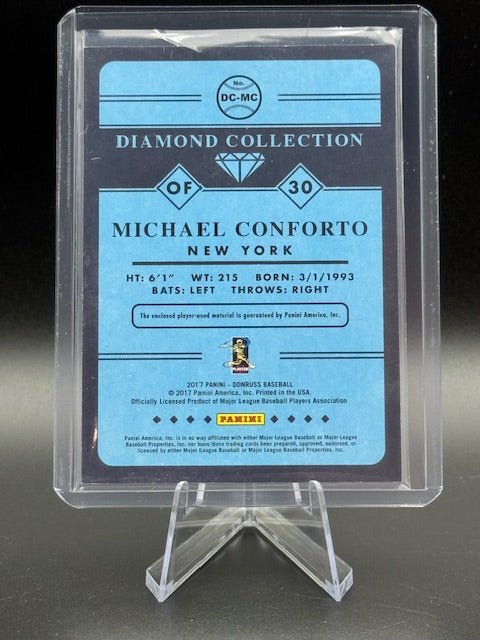 No.
DC-MC
DIAMOND COLLECTION
OF 30
MICHAEL CONFORTO
NEW YORK
HT: 6'1" WT: 215 BORN: 3/1/1993
BATS: LEFT THROWS: RIGHT
The enclosed player-used material is guaranteed by Panini America, Inc.
PLAYERS
2017 PANINI – DONRUSS BASEBALL
© 2017 Panini America, Inc. Printed in the USA.
Officially Licensed Product of Major League Baseball Players Association
PANINI
Panini America, Inc. is in no way affiliated with either Major League Baseball or Major League
Baseball Properties, Inc. nor have these trading cards been prepared, approved, endorsed, or
licensed by either Major League Baseball or Major League Baseball Properties, Inc.